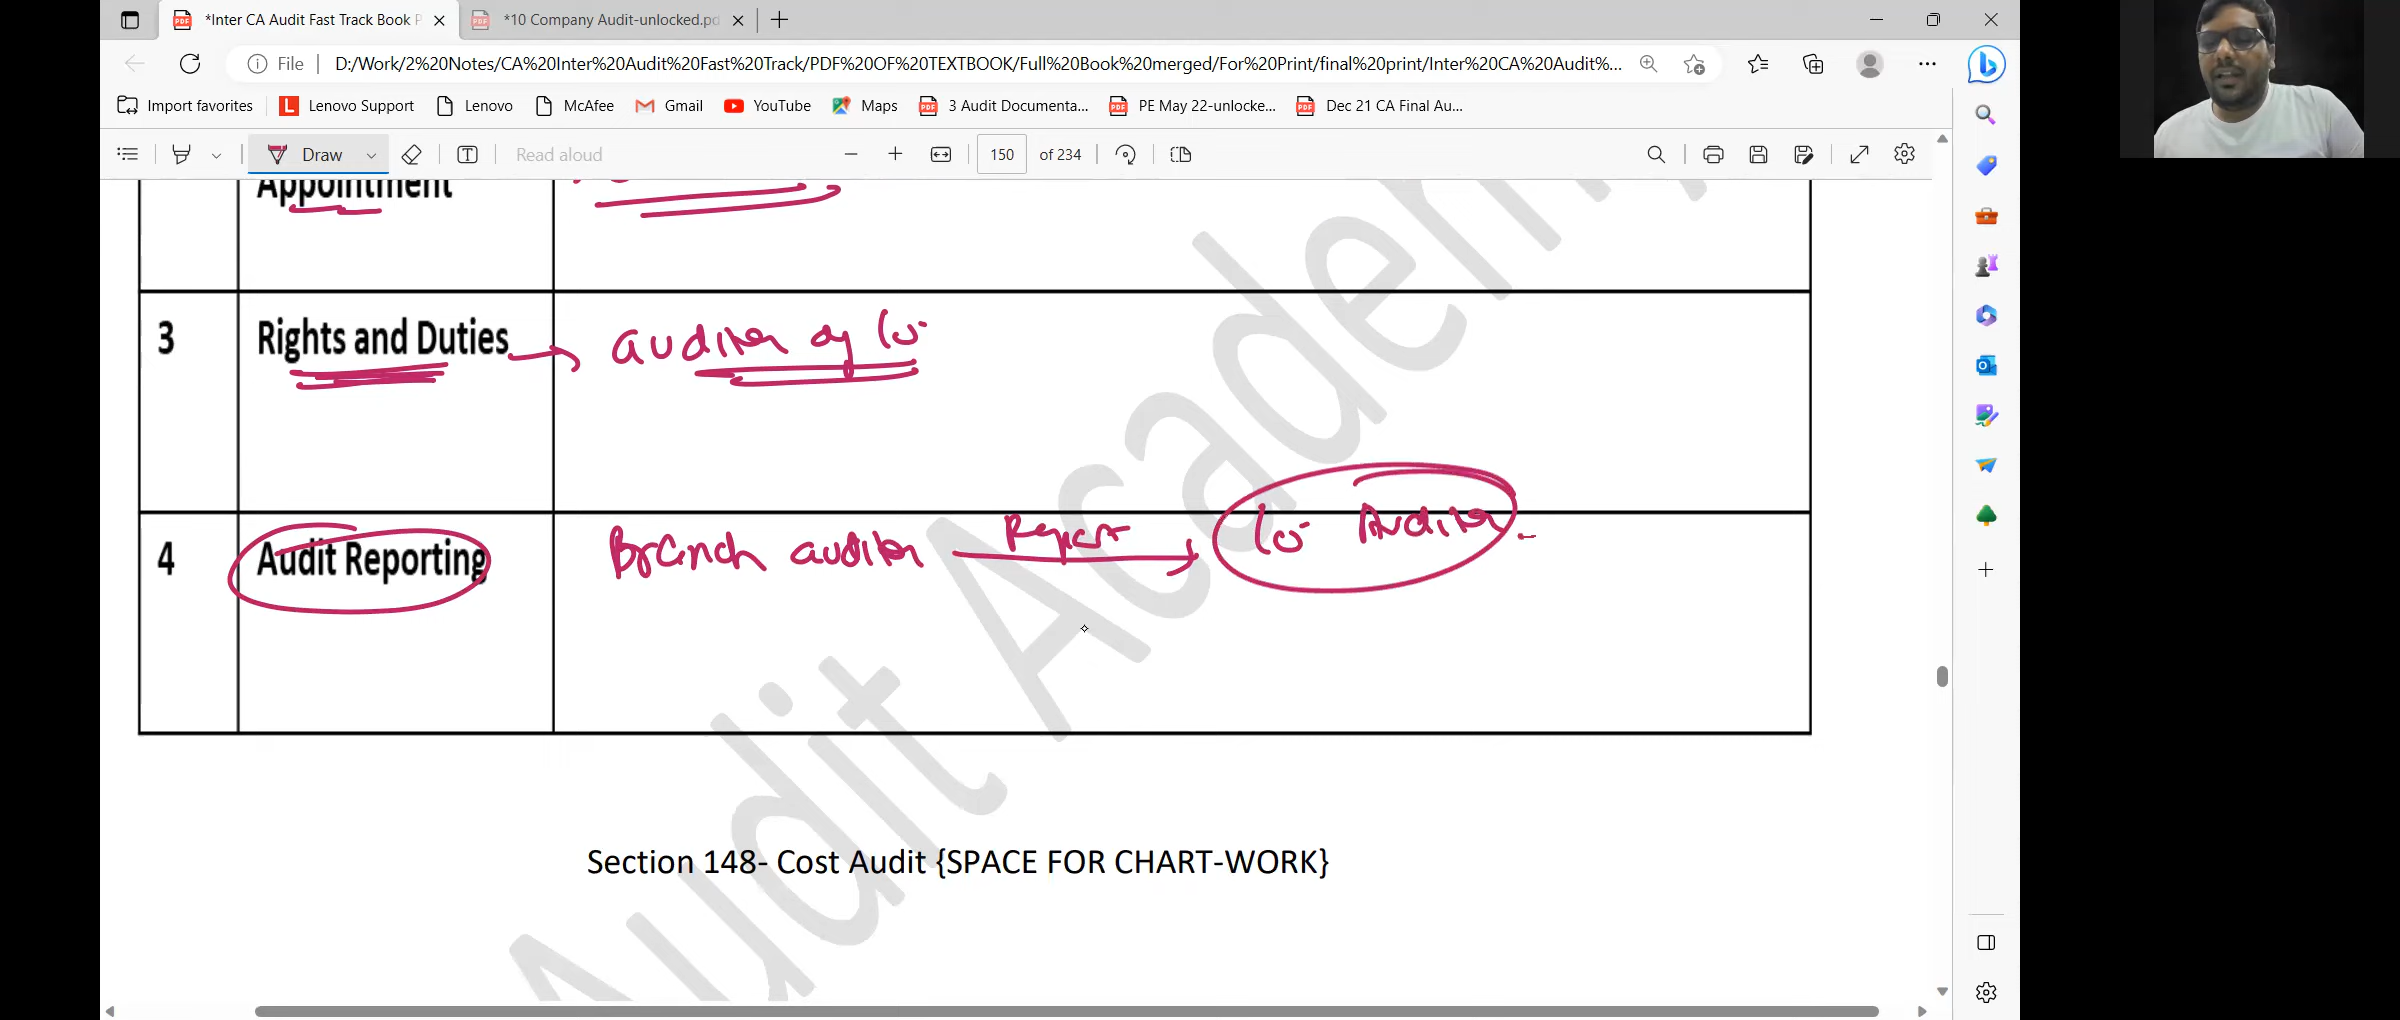 *Inter CA Audit Fast Track Book P
*10 Company Audit-unlocked.pd
File D:/Work/2%20Notes/CA%20Inter%20Audit%20Fast%20Track/PDF%20OF%20TEXTBOOK/Full%20Book%20merged/For%20Print/final%20print/Inter%20CA%20Audit%...
Import favorites L Lenovo Support Lenovo McAfee Gmail YouTube Maps 3 Audit Documenta... PE May 22-unlocke... Dec 21 CA Final Au...
Draw T Read aloud 150 of 234
Appointment
3 Rights and Duties auditor of Co
4 Audit Reporting Branch auditor Report Co Auditor
Section 148- Cost Audit {SPACE FOR CHART-WORK}
Audit Academy